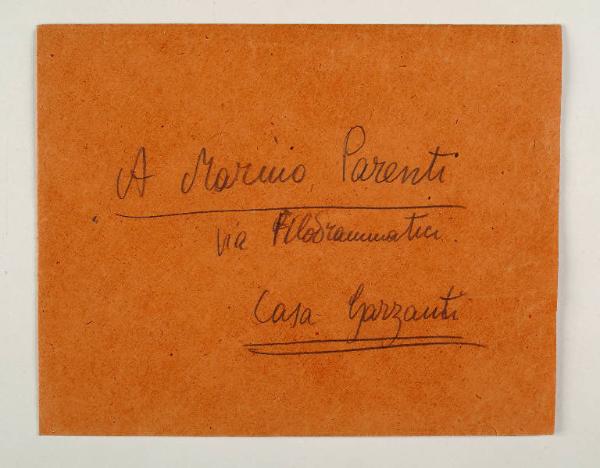 A Marino Parenti
via Filodrammatici.
Casa Garzanti